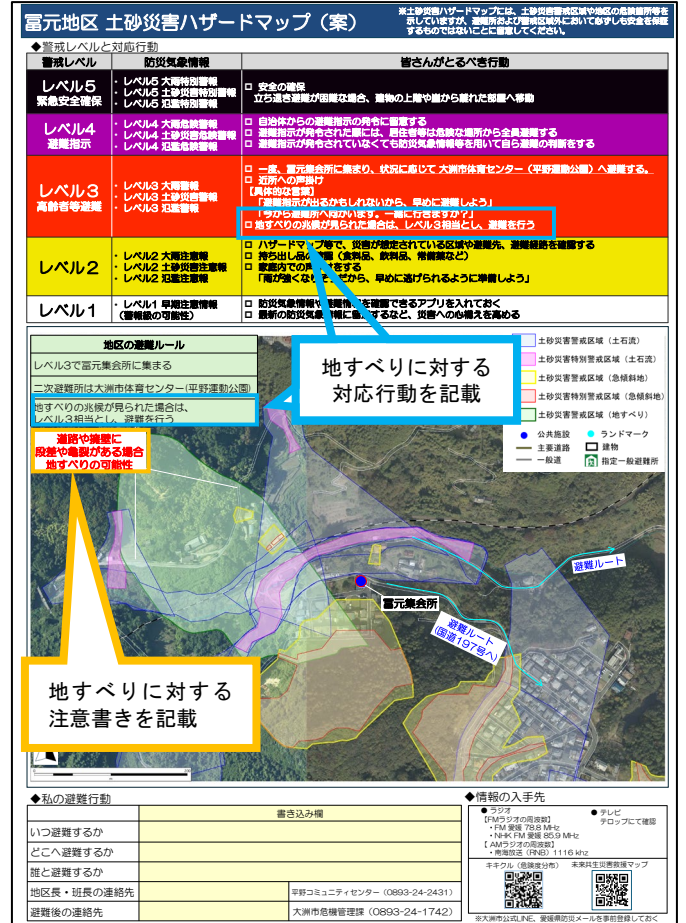 冨元地区 土砂災害ハザードマップ（案）
※土砂災害ハザードマップには、土砂災害警戒区域や地区の危険箇所等を
示していますが、避難所および警戒区域外において必ずしも安全を保証
するものではないことに留意してください。
◆警戒レベルと対応行動
警戒レベル 防災気象情報 皆さんがとるべき行動
レベル５
緊急安全確保
・ レベル5 大雨特別警報
・ レベル5 土砂災害特別警報
・ レベル5 氾濫特別警報
□ 安全の確保
立ち退き避難が困難な場合、建物の上階や崖から離れた部屋へ移動
レベル４
避難指示
・ レベル4 大雨危険警報
・ レベル4 土砂災害危険警報
・ レベル4 氾濫危険警報
□ 自治体からの避難指示の発令に留意する
□ 避難指示が発令された際には、居住者等は危険な場所から全員避難する
□ 避難指示が発令されていなくても防災気象情報等を用いて自ら避難の判断をする
レベル３
高齢者等避難
・ レベル3 大雨警報
・ レベル3 土砂災害警報
・ レベル3 氾濫警報
□ 一度、冨元集会所に集まり、状況に応じて 大洲市体育センター（平野運動公園）へ避難する。
□ 近所への声掛け
【具体的な言葉】
「避難指示が出るかもしれないから、早めに避難しよう」
「今から避難所へ向かいます。一緒に行きますか？」
□ 地すべりの兆候が見られた場合は、レベル３相当とし、避難を行う
レベル２
・ レベル2 大雨注意報
・ レベル2 土砂災害注意報
・ レベル2 氾濫注意報
□ ハザードマップ等で、災害が想定されている区域や避難先、避難経路を確認する
□ 持ち出し品の（食料品、飲料品、常備薬など）
□ 家庭内での声をする
「雨が強くなりだから、早めに逃げられるように準備しよう」
レベル１
・ レベル1 早期注意情報
（警報級の可能性）
□ 防災気象情報や避難情を確認できるアプリを入れておく
□ 最新の防災気象情報にするなど、災害への心構えを高める
地区の避難ルール
レベル3で冨元集会所に集まる
二次避難所は大洲市体育センター(平野運動公園)
地すべりの兆候が見られた場合は、
レベル３相当とし、避難を行う
道路や擁壁に
段差や亀裂がある場合
地すべりの可能性
地すべりに対する
対応行動を記載
土砂災害警戒区域（土石流）
土砂災害特別警戒区域（土石流）
土砂災害警戒区域（急傾斜地）
土砂災害特別警戒区域（急傾斜地）
土砂災害警戒区域（地すべり）
公共施設 ランドマーク
主要道路 建物
一般道 指定一般避難所
避難ルート
冨元集会所
避難ルート
(国道197号へ)
地すべりに対する
注意書きを記載
◆私の避難行動
書き込み欄
いつ避難するか
どこへ避難するか
誰と避難するか
地区長・班長の連絡先 平野コミュニティセンター（0893-24-2431）
避難後の連絡先 大洲市危機管理課（0893-24-1742）
◆情報の入手先
● ラジオ
【FMラジオの周波数】
・FM 愛媛 78.8 MHz
・NHK FM 愛媛 85.9 MHz
【 AMラジオの周波数】
・南海放送（RNB）1116 khz
● テレビ
テロップにて確認
キキクル（危険度分布） 未来共生災害救援マップ
※大洲市公式LINE、愛媛県防災メールを事前登録しておく